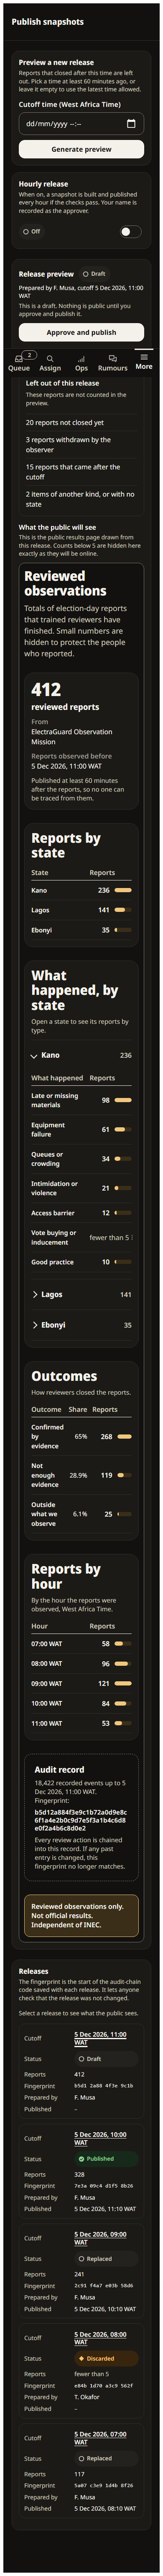 Publish snapshots
Preview a new release
Reports that closed after this time are left out. Pick a time at least 60 minutes ago, or leave it empty to use the latest time allowed.
Cutoff time (West Africa Time)
dd/mm/yyyy --:--
Generate preview
Hourly release
When on, a snapshot is built and published every hour if the checks pass. Your name is recorded as the approver.
Off
Release preview
Draft
Prepared by F. Musa, cutoff 5 Dec 2026, 11:00 WAT
This is a draft. Nothing is public until you approve and publish it.
Approve and publish
2
Queue
Assign
Ops
Rumours
More
Left out of this release
These reports are not counted in the preview.
20 reports not closed yet
3 reports withdrawn by the observer
15 reports that came after the cutoff
2 items of another kind, or with no state
What the public will see
This is the public results page drawn from this release. Counts below 5 are hidden here exactly as they will be online.
Reviewed observations
Totals of election-day reports that trained reviewers have finished. Small numbers are hidden to protect the people who reported.
412
reviewed reports
From
ElectraGuard Observation Mission
Reports observed before
5 Dec 2026, 11:00 WAT
Published at least 60 minutes after the reports, so no one can be traced from them.
Reports by state
State Reports
Kano 236
Lagos 141
Ebonyi 35
What happened, by state
Open a state to see its reports by type.
Kano 236
What happened Reports
Late or missing materials 98
Equipment failure 61
Queues or crowding 34
Intimidation or violence 21
Access barrier 12
Vote buying or inducement fewer than 5
Good practice 10
Lagos 141
Ebonyi 35
Outcomes
How reviewers closed the reports.
Outcome Share Reports
Confirmed by evidence 65% 268
Not enough evidence 28.9% 119
Outside what we observe 6.1% 25
Reports by hour
By the hour the reports were observed, West Africa Time.
Hour Reports
07:00 WAT 58
08:00 WAT 96
09:00 WAT 121
10:00 WAT 84
11:00 WAT 53
Audit record
18,422 recorded events up to 5 Dec 2026, 11:00 WAT.
Fingerprint:
b5d12a884f3e9c1b72a0d9e8c
6f1a4e2b0c9d7e5f3a1b4c6d8
e0f2a4b6c8d0e2
Every review action is chained into this record. If any past entry is changed, this fingerprint no longer matches.
Reviewed observations only. Not official results. Independent of INEC.
Releases
The fingerprint is the start of the audit-chain code saved with each release. It lets anyone check that the release was not changed.
Select a release to see what the public sees.
Cutoff 5 Dec 2026, 11:00 WAT
Status Draft
Reports 412
Fingerprint b5d1 2a88 4f3e 9c1b
Prepared by F. Musa
Published –
Cutoff 5 Dec 2026, 10:00 WAT
Status Published
Reports 328
Fingerprint 7e3a 09c4 d1f5 8b26
Prepared by F. Musa
Published 5 Dec 2026, 11:10 WAT
Cutoff 5 Dec 2026, 09:00 WAT
Status Replaced
Reports 241
Fingerprint 2c91 f4a7 e03b 58d6
Prepared by F. Musa
Published 5 Dec 2026, 10:10 WAT
Cutoff 5 Dec 2026, 08:00 WAT
Status Discarded
Reports fewer than 5
Fingerprint e84b 1d70 a3c9 562f
Prepared by T. Okafor
Published –
Cutoff 5 Dec 2026, 07:00 WAT
Status Replaced
Reports 117
Fingerprint 5a07 c3e9 1d4b 8f26
Prepared by F. Musa
Published 5 Dec 2026, 08:10 WAT